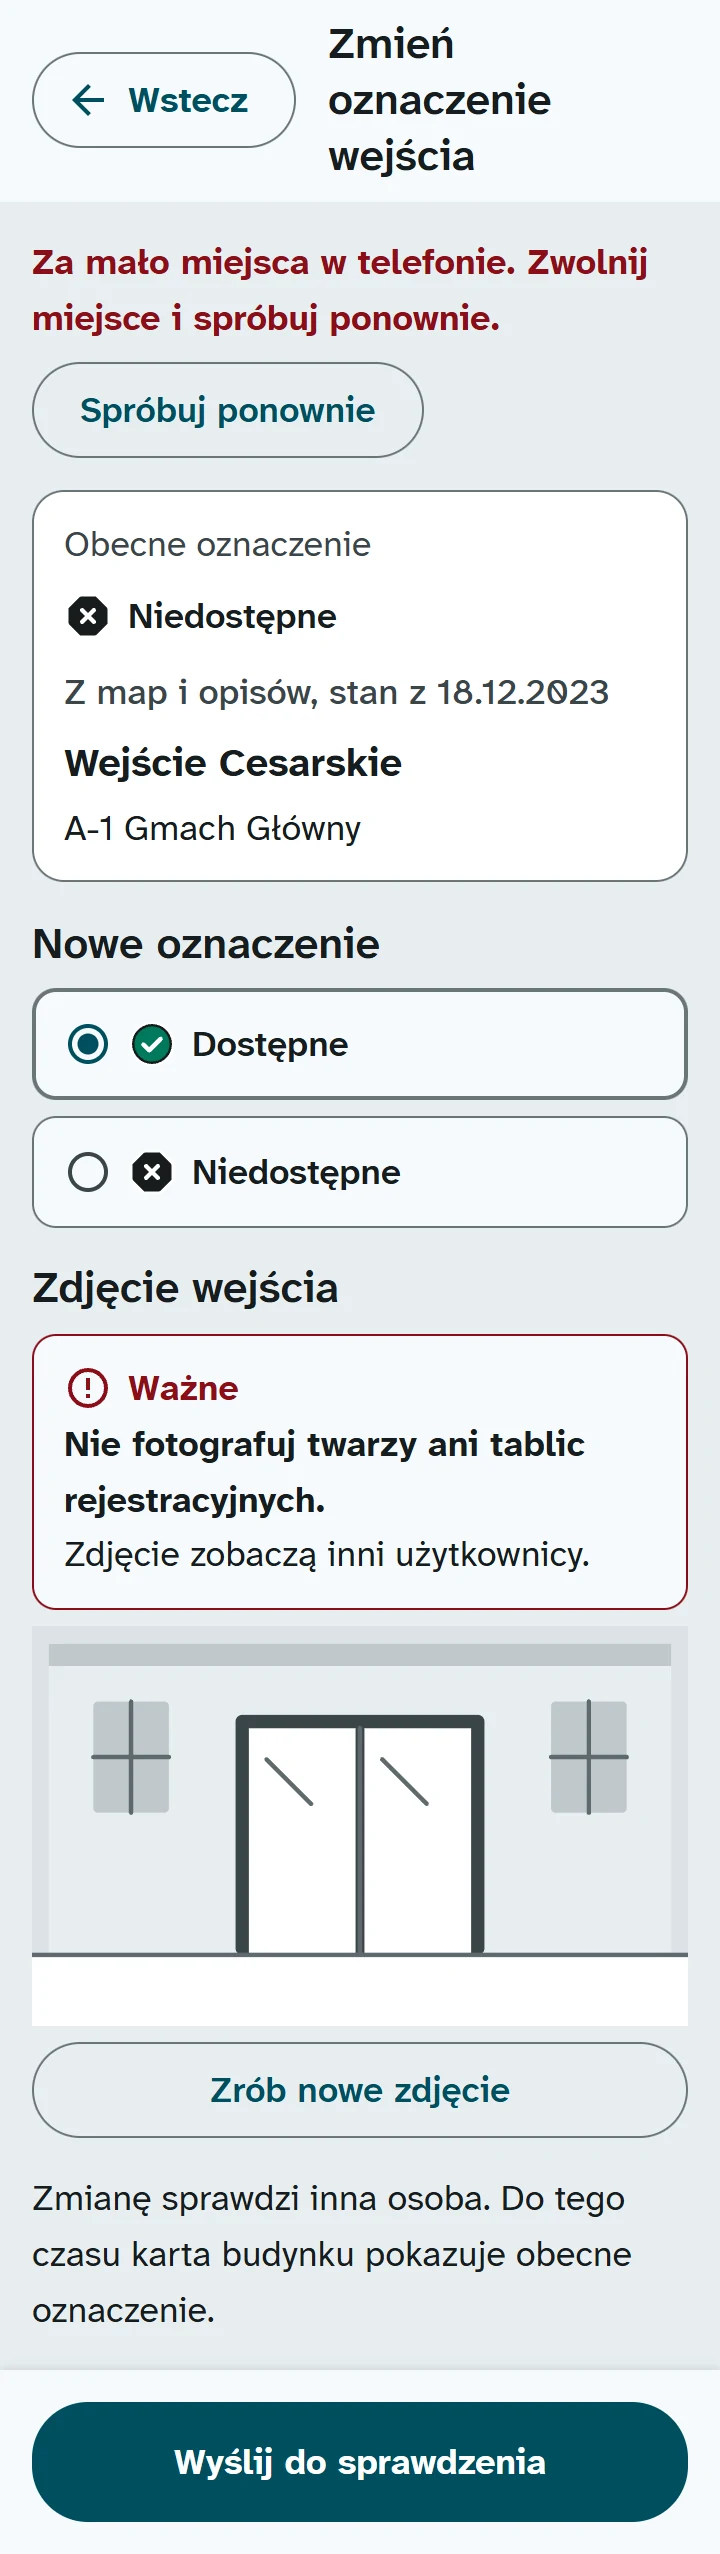 Wstecz
Zmień
oznaczenie
wejścia
Za mało miejsca w telefonie. Zwolnij
miejsce i spróbuj ponownie.
Spróbuj ponownie
Obecne oznaczenie
Niedostępne
Z map i opisów, stan z 18.12.2023
Wejście Cesarskie
A-1 Gmach Główny
Nowe oznaczenie
Dostępne
Niedostępne
Zdjęcie wejścia
Ważne
Nie fotografuj twarzy ani tablic
rejestracyjnych.
Zdjęcie zobaczą inni użytkownicy.
Zrób nowe zdjęcie
Zmianę sprawdzi inna osoba. Do tego
czasu karta budynku pokazuje obecne
oznaczenie.
Wyślij do sprawdzenia